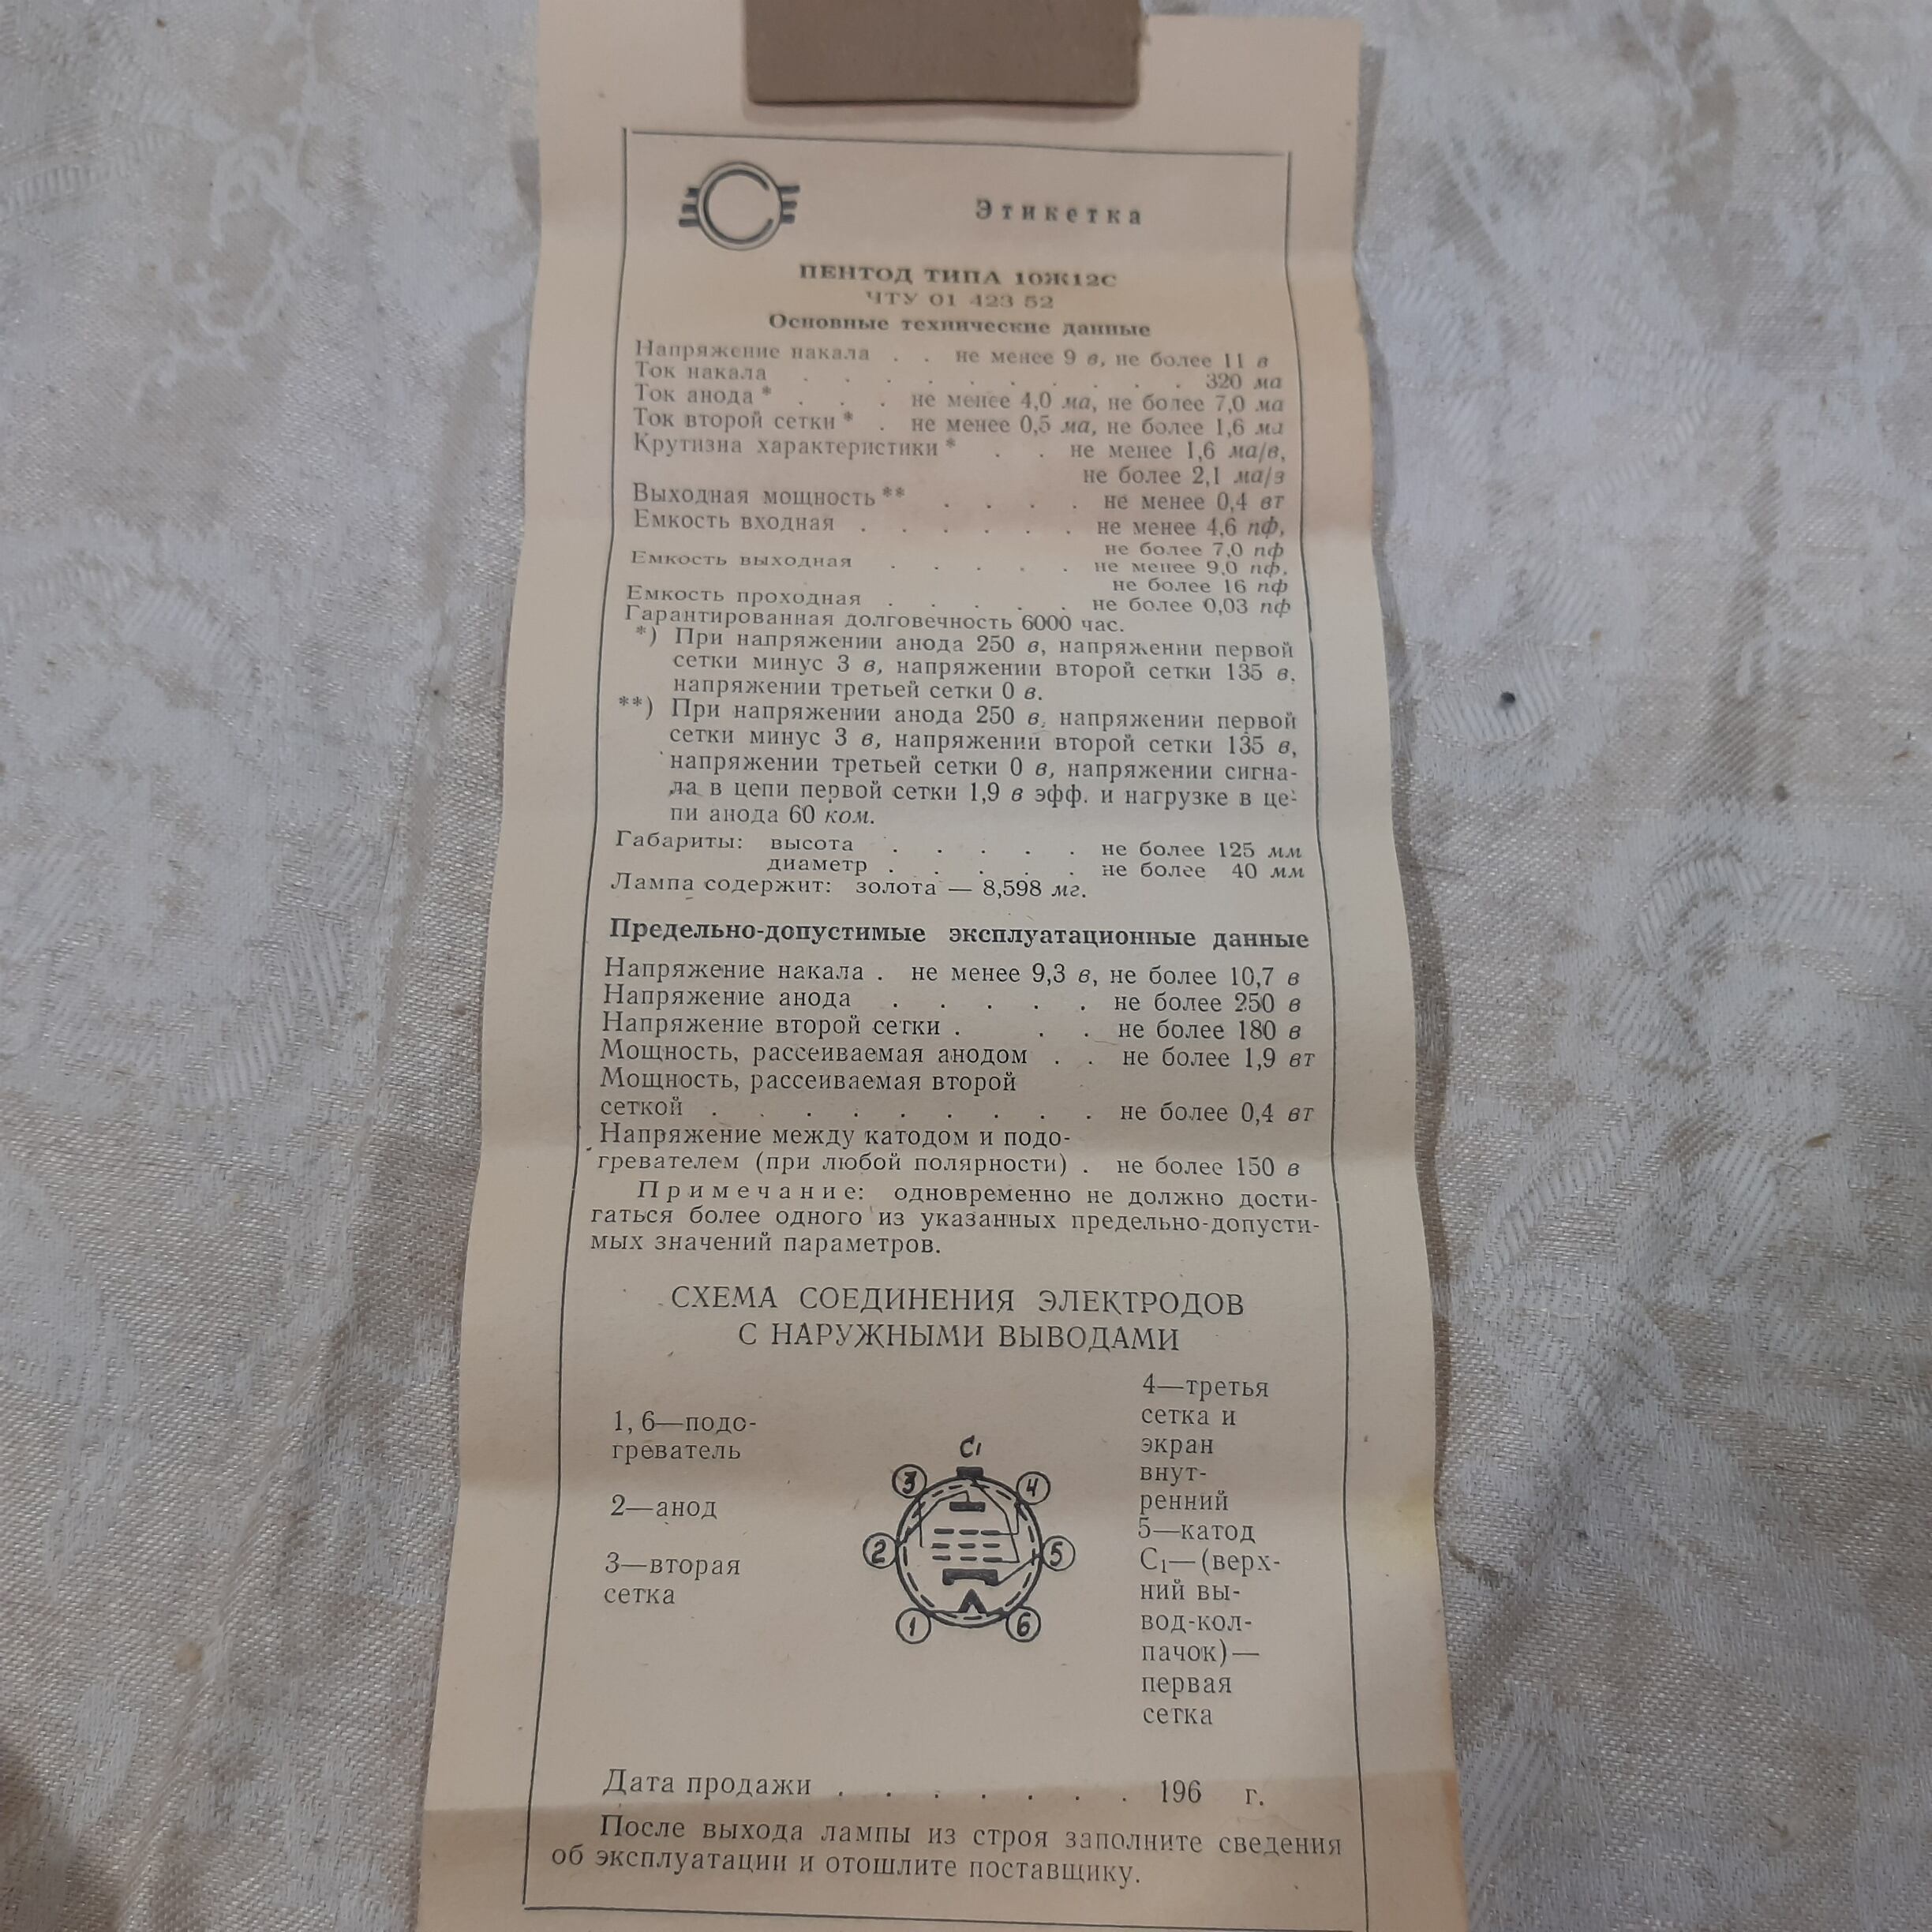 Этикетка
ПЕНТОД ТИПА 10Ж12С
ЧТУ 01 423 52
Основные технические данные
Напряжение накала . . не менее 9 в, не более 11 в
Ток накала . . . . . . . . . . 320 ма
Ток анода * . . . не менее 4,0 ма, не более 7,0 ма
Ток второй сетки * . не менее 0,5 ма, не более 1,6 ма
Крутизна характеристики * . . не менее 1,6 ма/в,
не более 2,1 ма/з
Выходная мощность ** . . . . не менее 0,4 вт
Емкость входная . . . . . . не менее 4,6 пф,
не более 7,0 пф
Емкость выходная . . . . . не менее 9,0 пф,
не более 16 пф
Емкость проходная . . . . . не более 0,03 пф
Гарантированная долговечность 6000 час.
*) При напряжении анода 250 в, напряжении первой
сетки минус 3 в, напряжении второй сетки 135 в,
напряжении третьей сетки 0 в.
**) При напряжении анода 250 в, напряжении первой
сетки минус 3 в, напряжении второй сетки 135 в,
напряжении третьей сетки 0 в, напряжении сигна-
ла в цепи первой сетки 1,9 в эфф. и нагрузке в це-
пи анода 60 ком.
Габариты: высота . . . . . не более 125 мм
диаметр . . . . . не более 40 мм
Лампа содержит: золота — 8,598 мг.
Предельно-допустимые эксплуатационные данные
Напряжение накала . не менее 9,3 в, не более 10,7 в
Напряжение анода . . . . . не более 250 в
Напряжение второй сетки . . . не более 180 в
Мощность, рассеиваемая анодом . . не более 1,9 вт
Мощность, рассеиваемая второй
сеткой . . . . . . . . . не более 0,4 вт
Напряжение между катодом и подо-
гревателем (при любой полярности) . не более 150 в
Примечание: одновременно не должно дости-
гаться более одного из указанных предельно-допусти-
мых значений параметров.
СХЕМА СОЕДИНЕНИЯ ЭЛЕКТРОДОВ
С НАРУЖНЫМИ ВЫВОДАМИ
1, 6—подо-
греватель
2—анод
3—вторая
сетка
С₁
3
4
2
5
1
6
4—третья
сетка и
экран
внут-
ренний
5—катод
С₁—(верх-
ний вы-
вод-кол-
пачок)—
первая
сетка
Дата продажи . . . . . . . 196 г.
После выхода лампы из строя заполните сведения
об эксплуатации и отошлите поставщику.